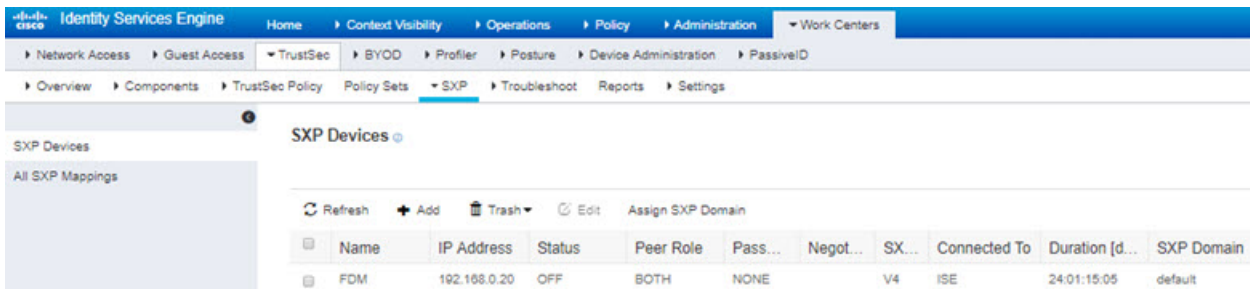 cisco Identity Services Engine Home Context Visibility Operations Policy Administration Work Centers
Network Access Guest Access TrustSec BYOD Profiler Posture Device Administration PassiveID
Overview Components TrustSec Policy Policy Sets SXP Troubleshoot Reports Settings
SXP Devices
All SXP Mappings
SXP Devices
Refresh Add Trash Edit Assign SXP Domain
Name IP Address Status Peer Role Pass... Negot... SX... Connected To Duration [d... SXP Domain
FDM 192.168.0.20 OFF BOTH NONE V4 ISE 24:01:15:05 default